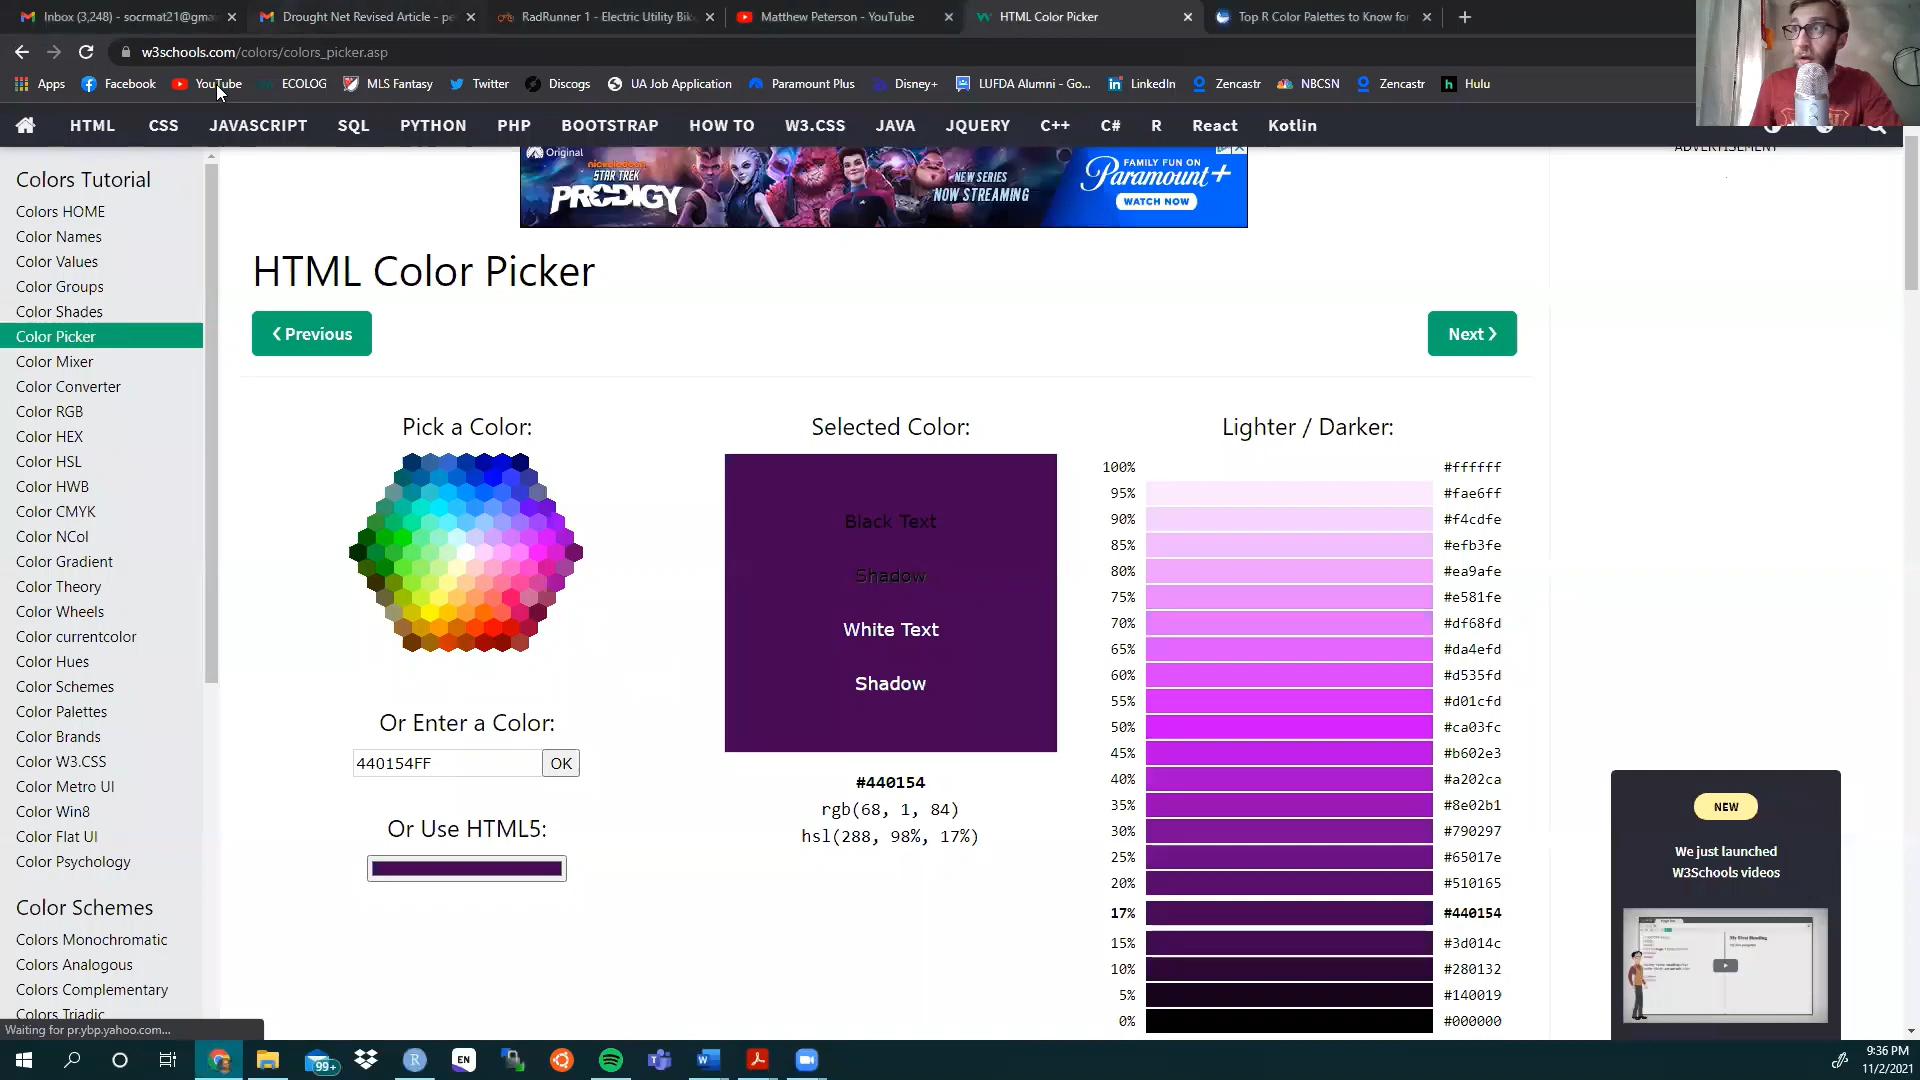 Inbox (3,248) - socrmat21@gma
Drought Net Revised Article - pe
RadRunner 1 - Electric Utility Bik
Matthew Peterson - YouTube
HTML Color Picker
Top R Color Palettes to Know for
w3schools.com/colors/colors_picker.asp
Apps
Facebook
YouTube
ECOLOG
MLS Fantasy
Twitter
Discogs
UA Job Application
Paramount Plus
Disney+
LUFDA Alumni - Go...
LinkedIn
Zencastr
NBCSN
Zencastr
Hulu
HTML
CSS
JAVASCRIPT
SQL
PYTHON
PHP
BOOTSTRAP
HOW TO
W3.CSS
JAVA
JQUERY
C++
C#
R
React
Kotlin
ADVERTISEMENT
Original
nickelodeon
STAR TREK
PRODIGY
NEW SERIES
NOW STREAMING
FAMILY FUN ON
Paramount+
WATCH NOW
Colors Tutorial
Colors HOME
Color Names
Color Values
Color Groups
Color Shades
Color Picker
Color Mixer
Color Converter
Color RGB
Color HEX
Color HSL
Color HWB
Color CMYK
Color NCol
Color Gradient
Color Theory
Color Wheels
Color currentcolor
Color Hues
Color Schemes
Color Palettes
Color Brands
Color W3.CSS
Color Metro UI
Color Win8
Color Flat UI
Color Psychology
Color Schemes
Colors Monochromatic
Colors Analogous
Colors Complementary
Colors Triadic
Waiting for pr.ybp.yahoo.com...
HTML Color Picker
❮ Previous
Next ❯
Pick a Color:
Or Enter a Color:
440154FF
OK
Or Use HTML5:
Selected Color:
Black Text
Shadow
White Text
Shadow
#440154
rgb(68, 1, 84)
hsl(288, 98%, 17%)
Lighter / Darker:
100% #ffffff
95% #fae6ff
90% #f4cdfe
85% #efb3fe
80% #ea9afe
75% #e581fe
70% #df68fd
65% #da4efd
60% #d535fd
55% #d01cfd
50% #ca03fc
45% #b602e3
40% #a202ca
35% #8e02b1
30% #790297
25% #65017e
20% #510165
17% #440154
15% #3d014c
10% #280132
5% #140019
0% #000000
NEW
We just launched
W3Schools videos
99+
EN
9:36 PM
11/2/2021